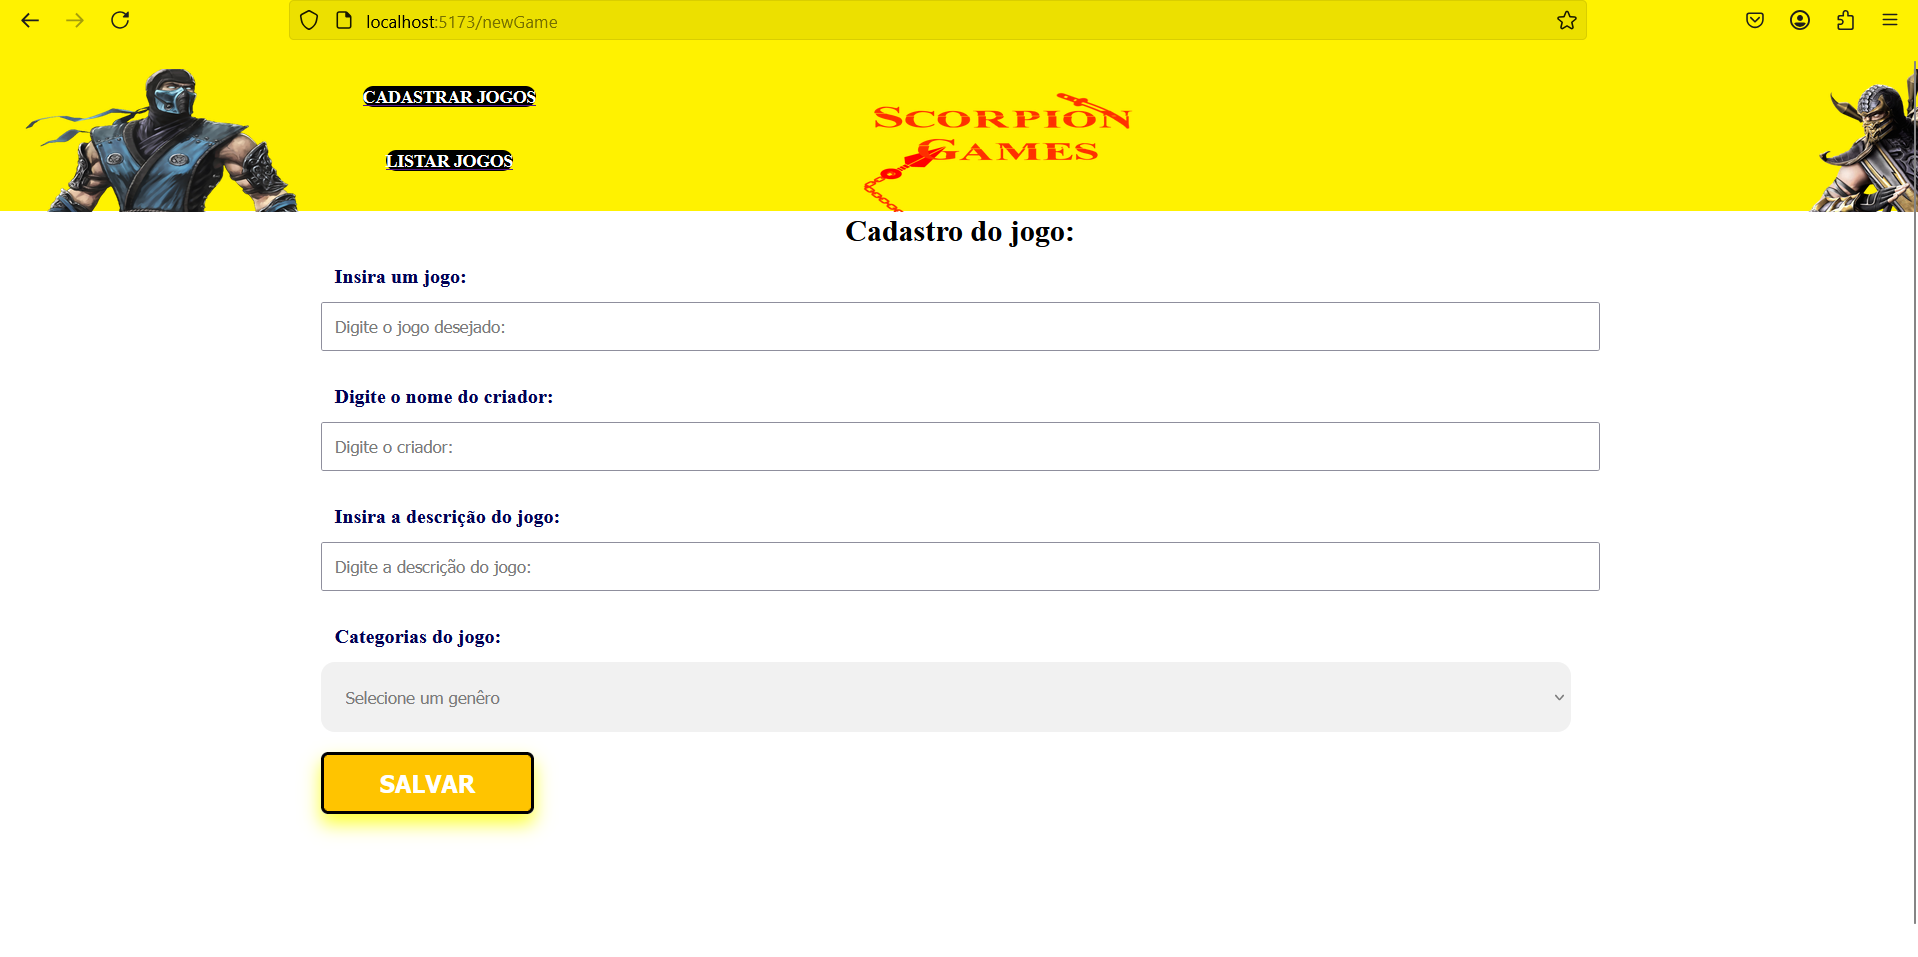 localhost:5173/newGame
CADASTRAR JOGOS
LISTAR JOGOS
SCORPION
GAMES
Cadastro do jogo:
Insira um jogo:
Digite o jogo desejado:
Digite o nome do criador:
Digite o criador:
Insira a descrição do jogo:
Digite a descrição do jogo:
Categorias do jogo:
Selecione um genêro
SALVAR